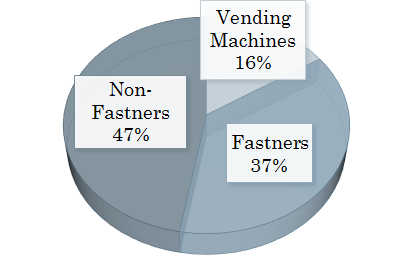 Vending
Machines
16%
Non-
Fastners
47%
Fastners
37%